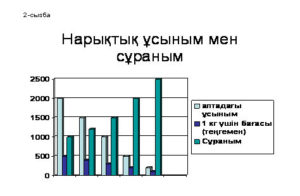 2-сызба
Нарықтық ұсыным мен
сұраным
2500
2000
1500
1000
500
0
аптадағы
ұсыным
1 кг үшін бағасы
(теңгемен)
Сұраным